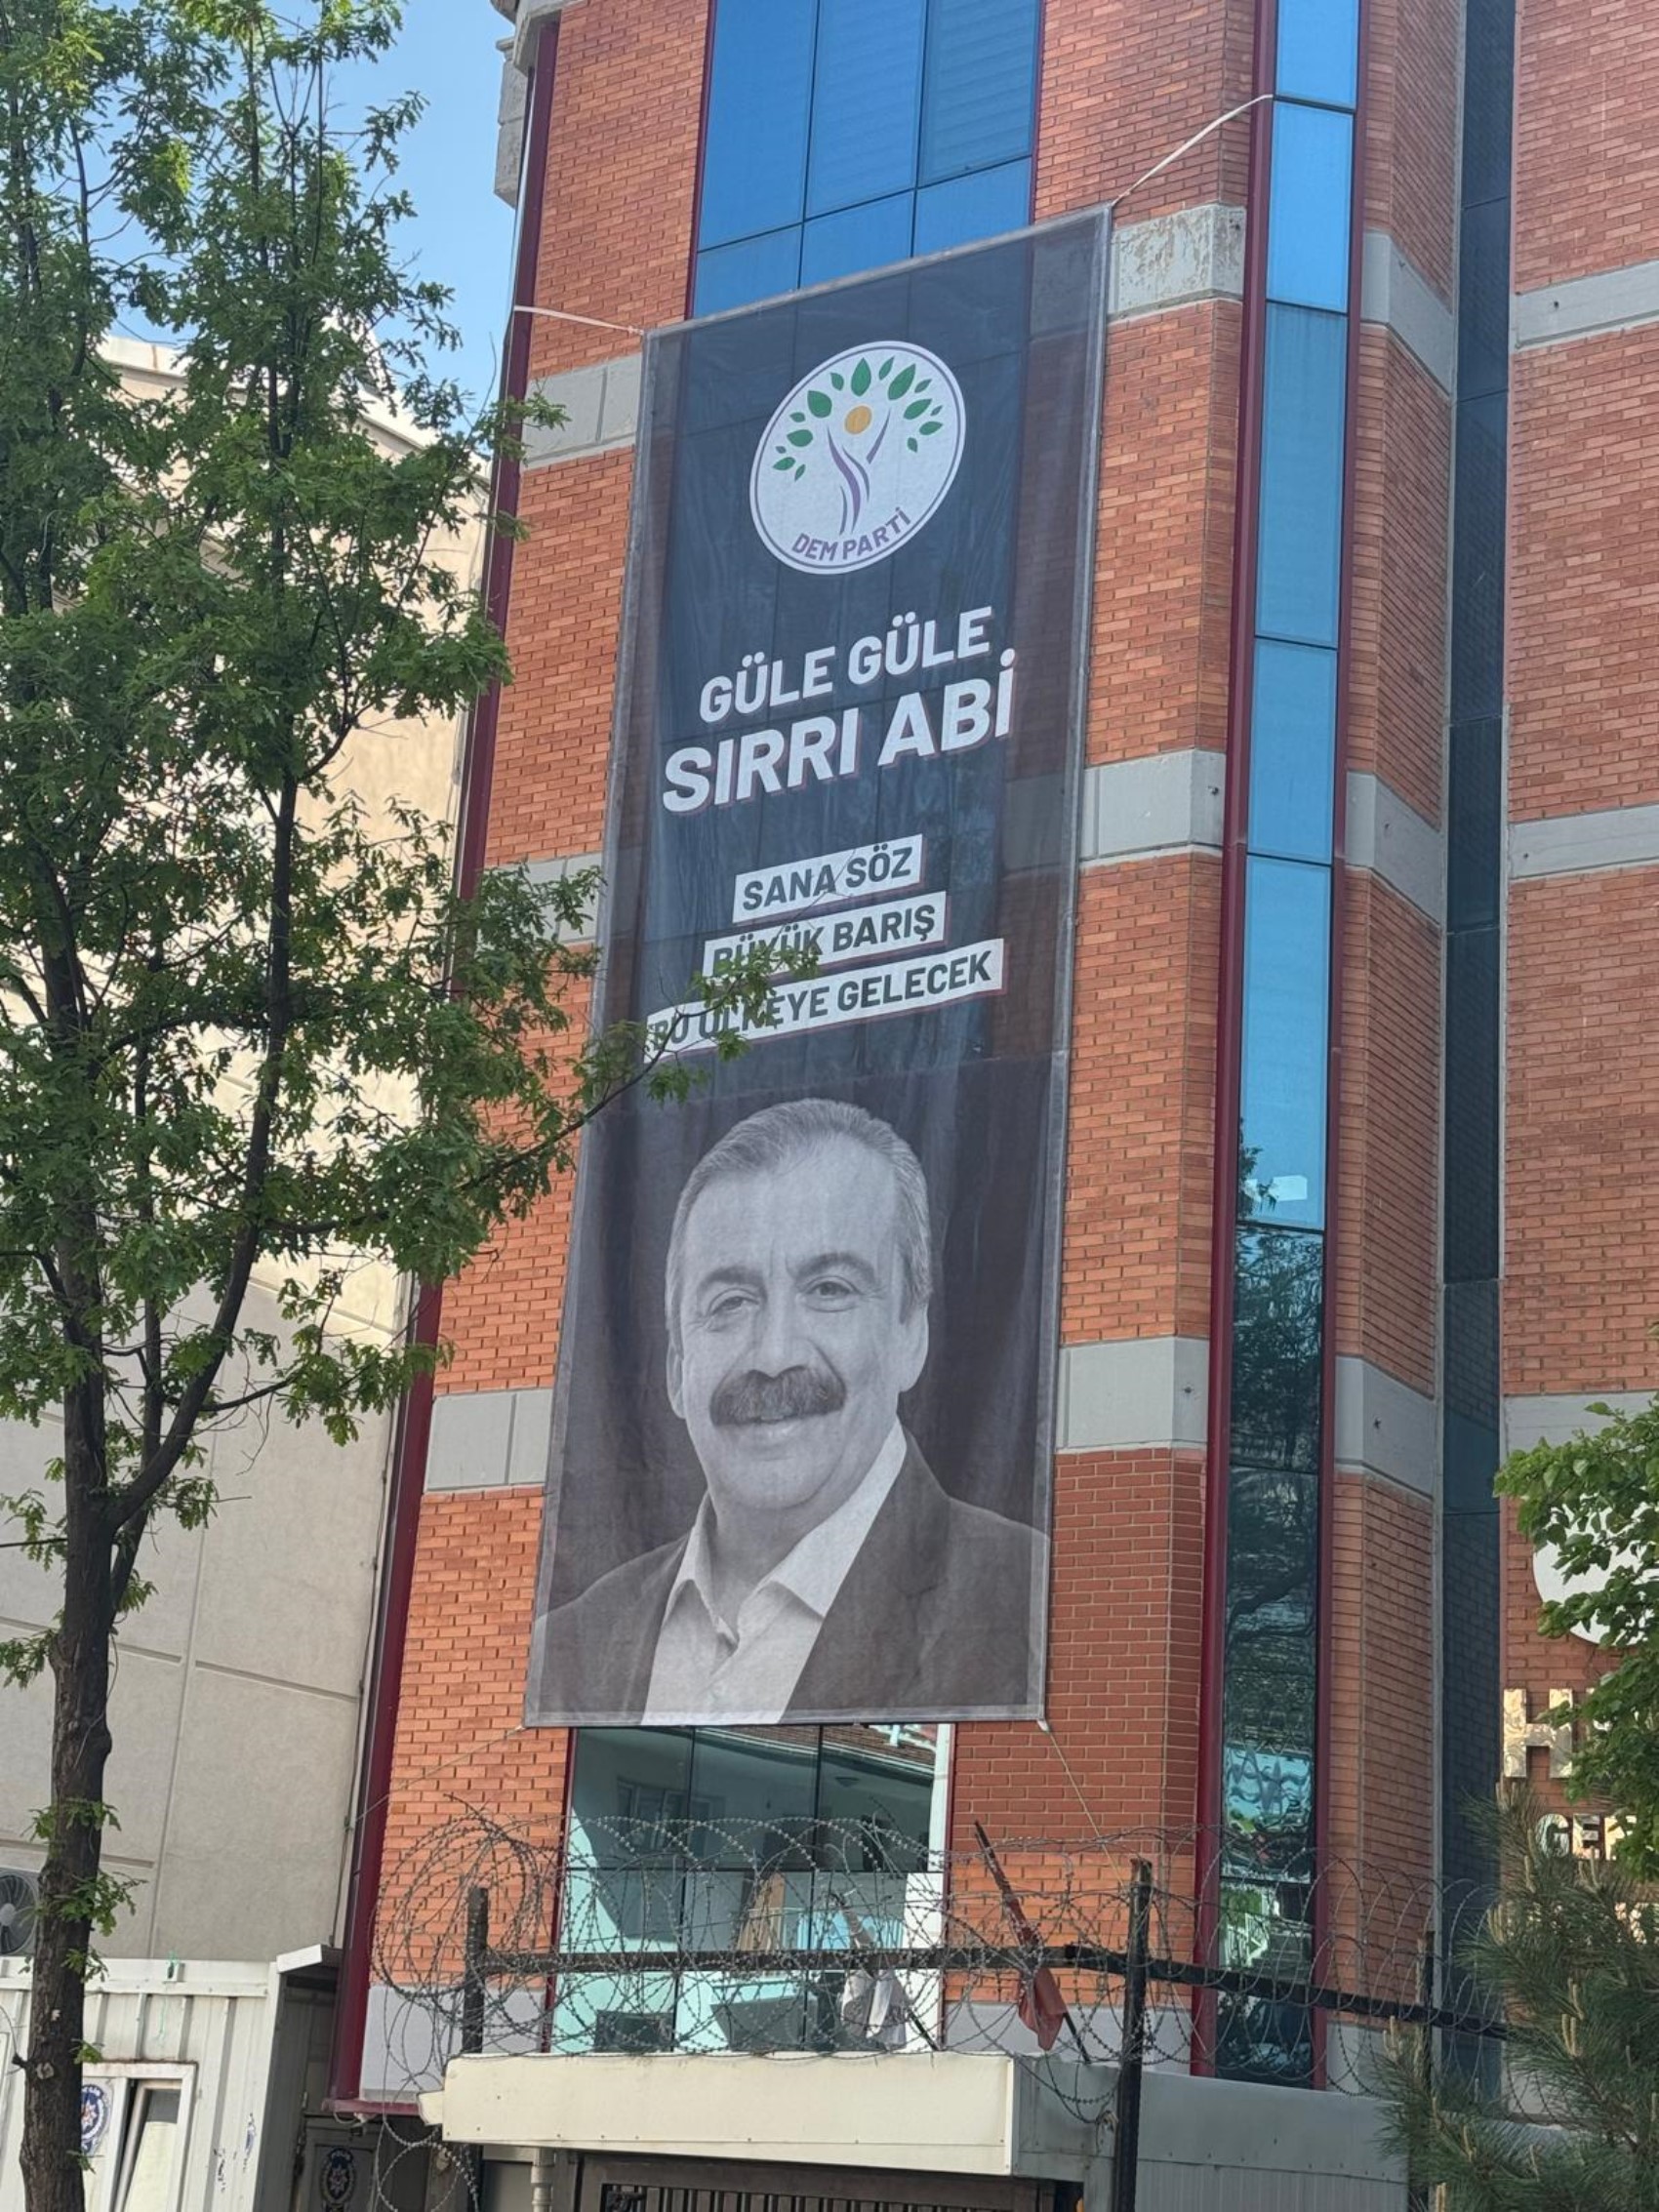 DEM PARTİ
GÜLE GÜLE
SIRRI ABİ
SANA SÖZ
BÜYÜK BARIŞ
BU ÜLKEYE GELECEK